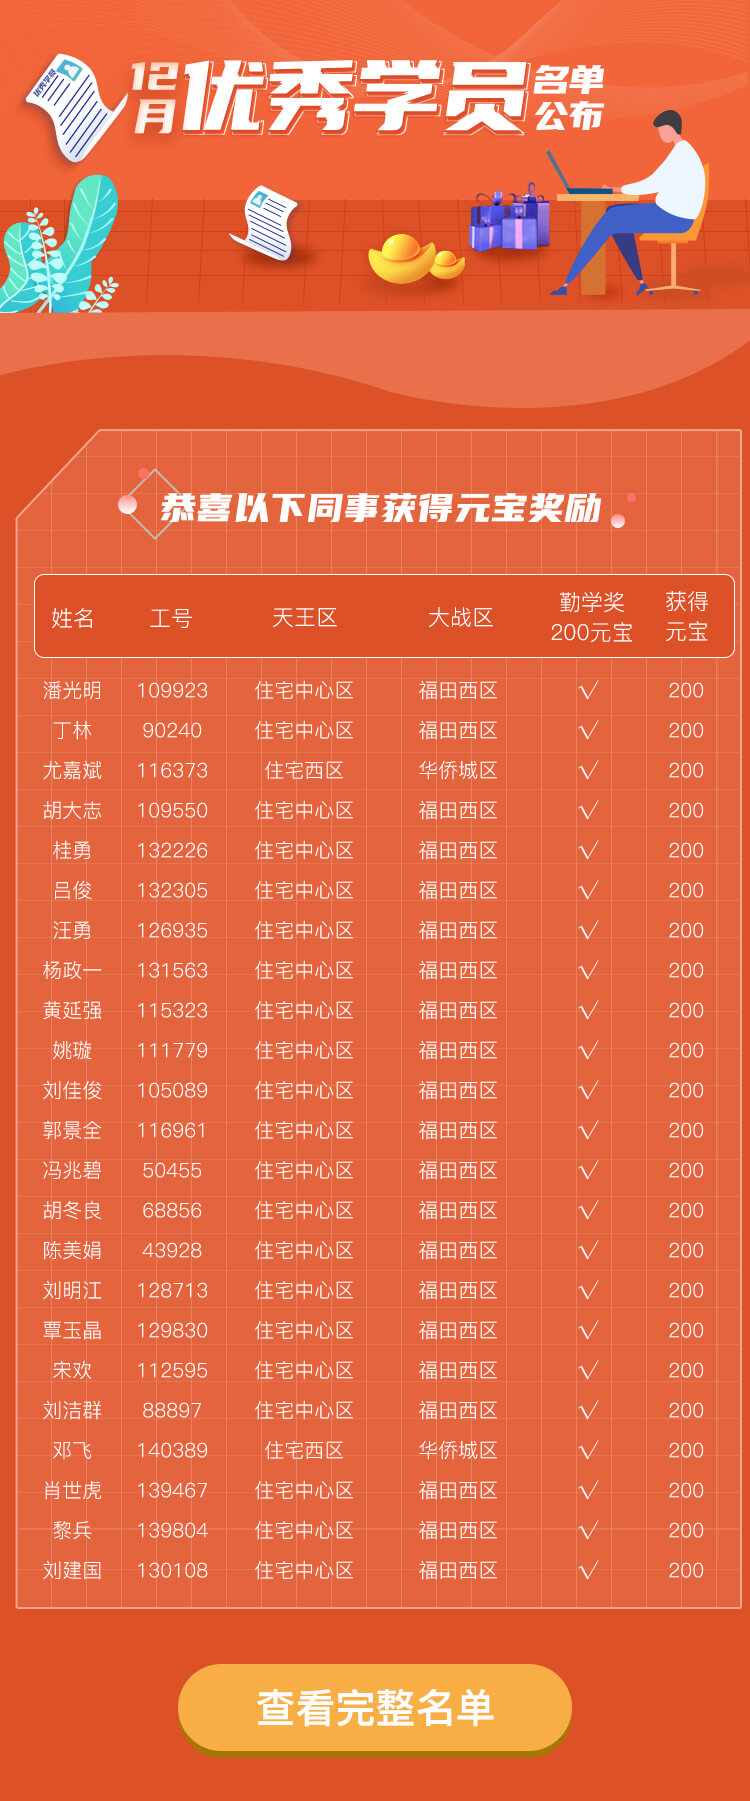 12月优秀学员名单公布
恭喜以下同事获得元宝奖励
姓名 工号 天王区 大战区 勤学奖200元宝 获得元宝
潘光明 109923 住宅中心区 福田西区 √ 200
丁林 90240 住宅中心区 福田西区 √ 200
尤嘉斌 116373 住宅西区 华侨城区 √ 200
胡大志 109550 住宅中心区 福田西区 √ 200
桂勇 132226 住宅中心区 福田西区 √ 200
吕俊 132305 住宅中心区 福田西区 √ 200
汪勇 126935 住宅中心区 福田西区 √ 200
杨政一 131563 住宅中心区 福田西区 √ 200
黄延强 115323 住宅中心区 福田西区 √ 200
姚璇 111779 住宅中心区 福田西区 √ 200
刘佳俊 105089 住宅中心区 福田西区 √ 200
郭景全 116961 住宅中心区 福田西区 √ 200
冯兆碧 50455 住宅中心区 福田西区 √ 200
胡冬良 68856 住宅中心区 福田西区 √ 200
陈美娟 43928 住宅中心区 福田西区 √ 200
刘明江 128713 住宅中心区 福田西区 √ 200
覃玉晶 129830 住宅中心区 福田西区 √ 200
宋欢 112595 住宅中心区 福田西区 √ 200
刘洁群 88897 住宅中心区 福田西区 √ 200
邓飞 140389 住宅西区 华侨城区 √ 200
肖世虎 139467 住宅中心区 福田西区 √ 200
黎兵 139804 住宅中心区 福田西区 √ 200
刘建国 130108 住宅中心区 福田西区 √ 200
查看完整名单